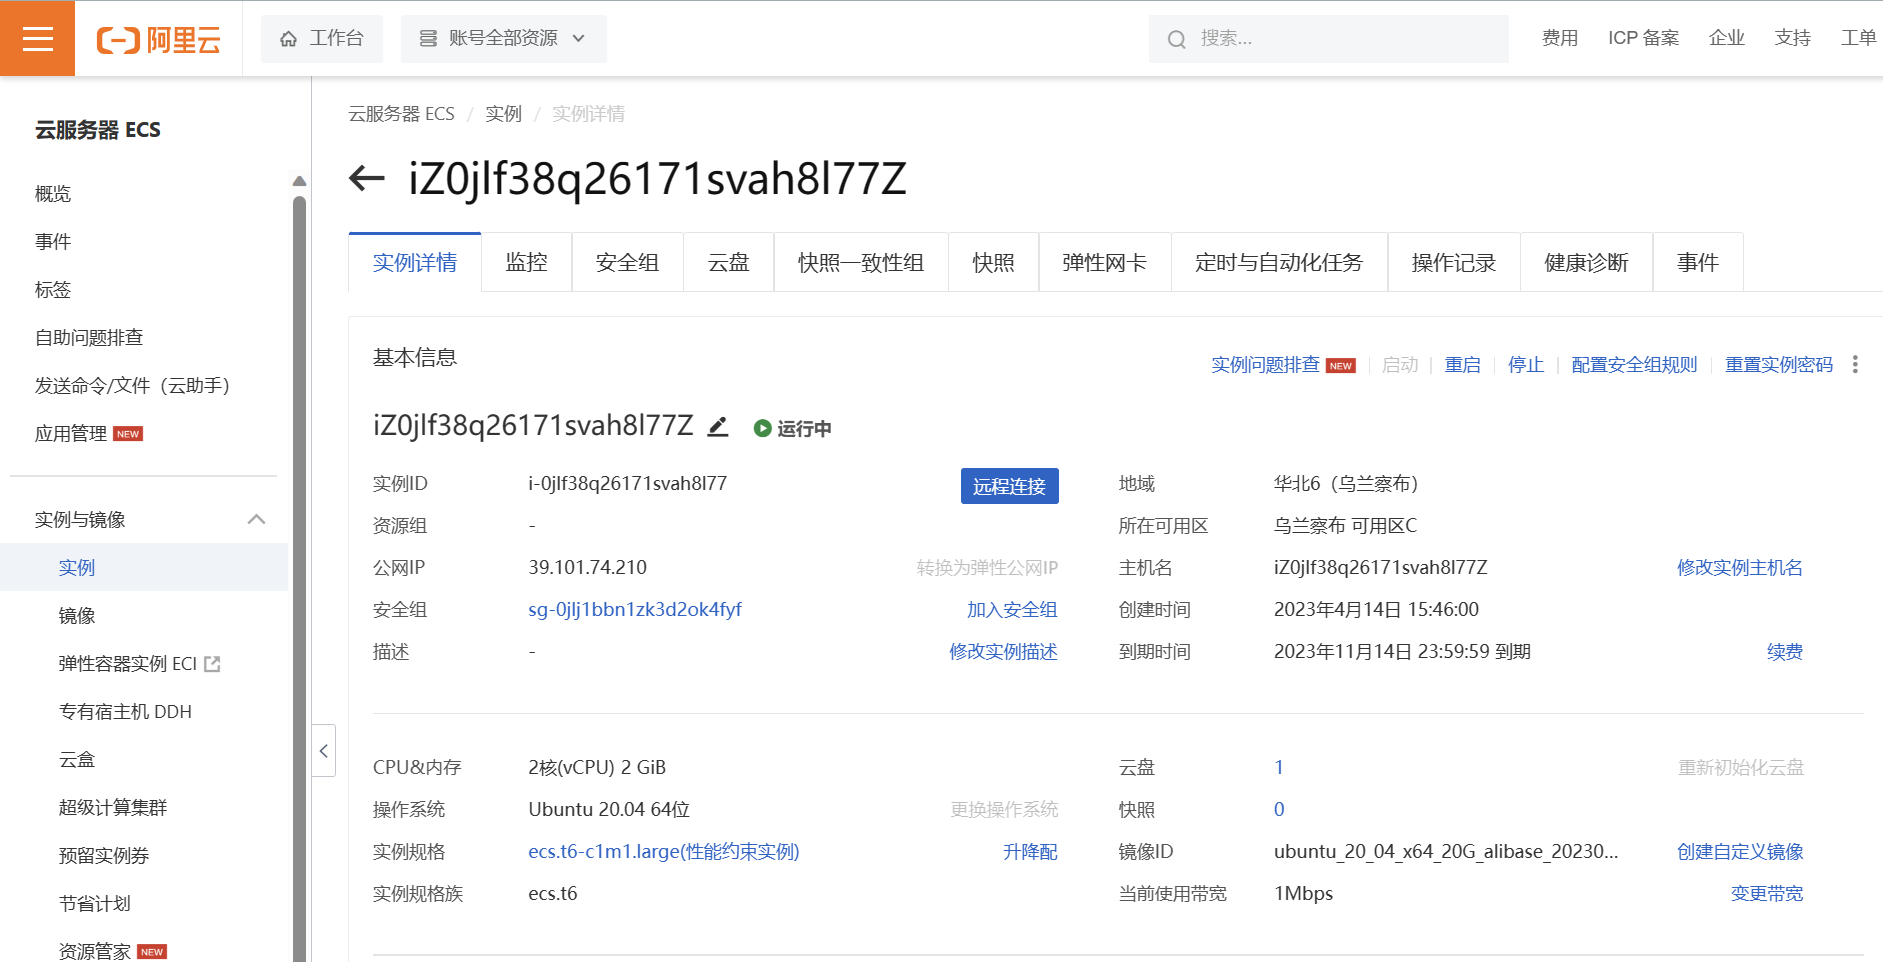 阿里云
工作台
账号全部资源
搜索...
费用
ICP 备案
企业
支持
工单
云服务器 ECS
概览
事件
标签
自助问题排查
发送命令/文件（云助手）
应用管理 NEW
实例与镜像
实例
镜像
弹性容器实例 ECI
专有宿主机 DDH
云盒
超级计算集群
预留实例券
节省计划
资源管家 NEW
云服务器 ECS / 实例 / 实例详情
iZ0jlf38q26171svah8l77Z
实例详情
监控
安全组
云盘
快照一致性组
快照
弹性网卡
定时与自动化任务
操作记录
健康诊断
事件
基本信息
实例问题排查 NEW
启动
重启
停止
配置安全组规则
重置实例密码
iZ0jlf38q26171svah8l77Z
运行中
实例ID i-0jlf38q26171svah8l77 远程连接
地域 华北6（乌兰察布）
资源组 -
所在可用区 乌兰察布 可用区C
公网IP 39.101.74.210 转换为弹性公网IP
主机名 iZ0jlf38q26171svah8l77Z 修改实例主机名
安全组 sg-0jlj1bbn1zk3d2ok4fyf 加入安全组
创建时间 2023年4月14日 15:46:00
描述 - 修改实例描述
到期时间 2023年11月14日 23:59:59 到期 续费
CPU&内存 2核(vCPU) 2 GiB
云盘 1 重新初始化云盘
操作系统 Ubuntu 20.04 64位 更换操作系统
快照 0
实例规格 ecs.t6-c1m1.large(性能约束实例) 升降配
镜像ID ubuntu_20_04_x64_20G_alibase_20230... 创建自定义镜像
实例规格族 ecs.t6
当前使用带宽 1Mbps 变更带宽